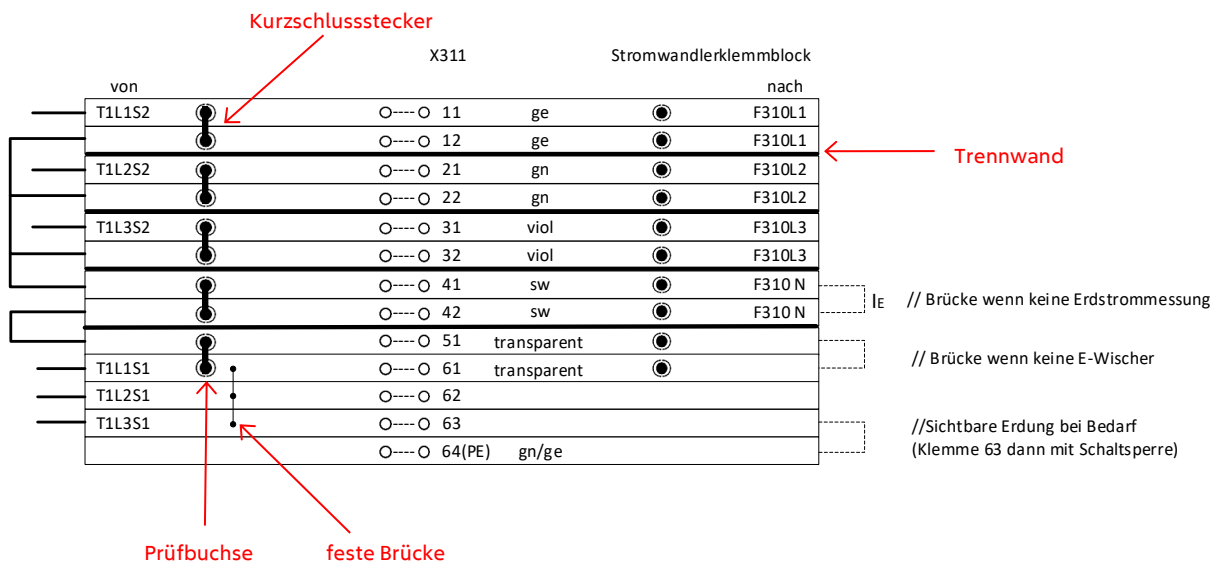 Kurzschlussstecker
X311 Stromwandlerklemmblock
von nach
T1L1S2 11 ge F310L1
12 ge F310L1
Trennwand
T1L2S2 21 gn F310L2
22 gn F310L2
T1L3S2 31 viol F310L3
32 viol F310L3
41 sw F310 N
IE // Brücke wenn keine Erdstrommessung
42 sw F310 N
51 transparent
// Brücke wenn keine E-Wischer
T1L1S1 61 transparent
T1L2S1 62
T1L3S1 63
//Sichtbare Erdung bei Bedarf
(Klemme 63 dann mit Schaltsperre)
64(PE) gn/ge
Prüfbuchse feste Brücke